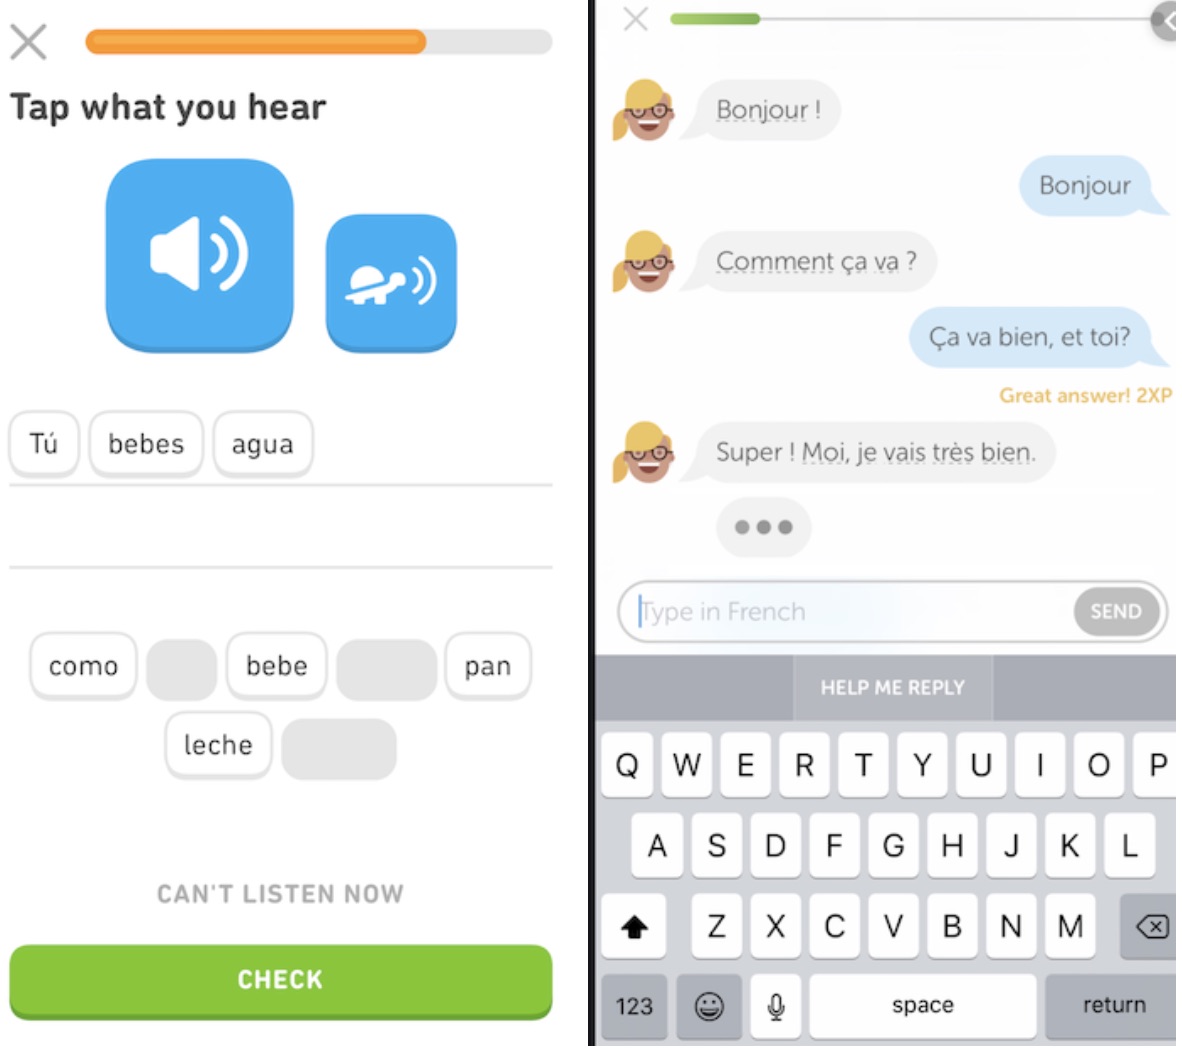 Tap what you hear
Tú bebes agua
como bebe pan
leche
CAN'T LISTEN NOW
CHECK
Bonjour !
Bonjour
Comment ça va ?
Ça va bien, et toi?
Great answer! 2XP
Super ! Moi, je vais très bien.
Type in French SEND
HELP ME REPLY
Q W E R T Y U I O P
A S D F G H J K L
Z X C V B N M
123 space return